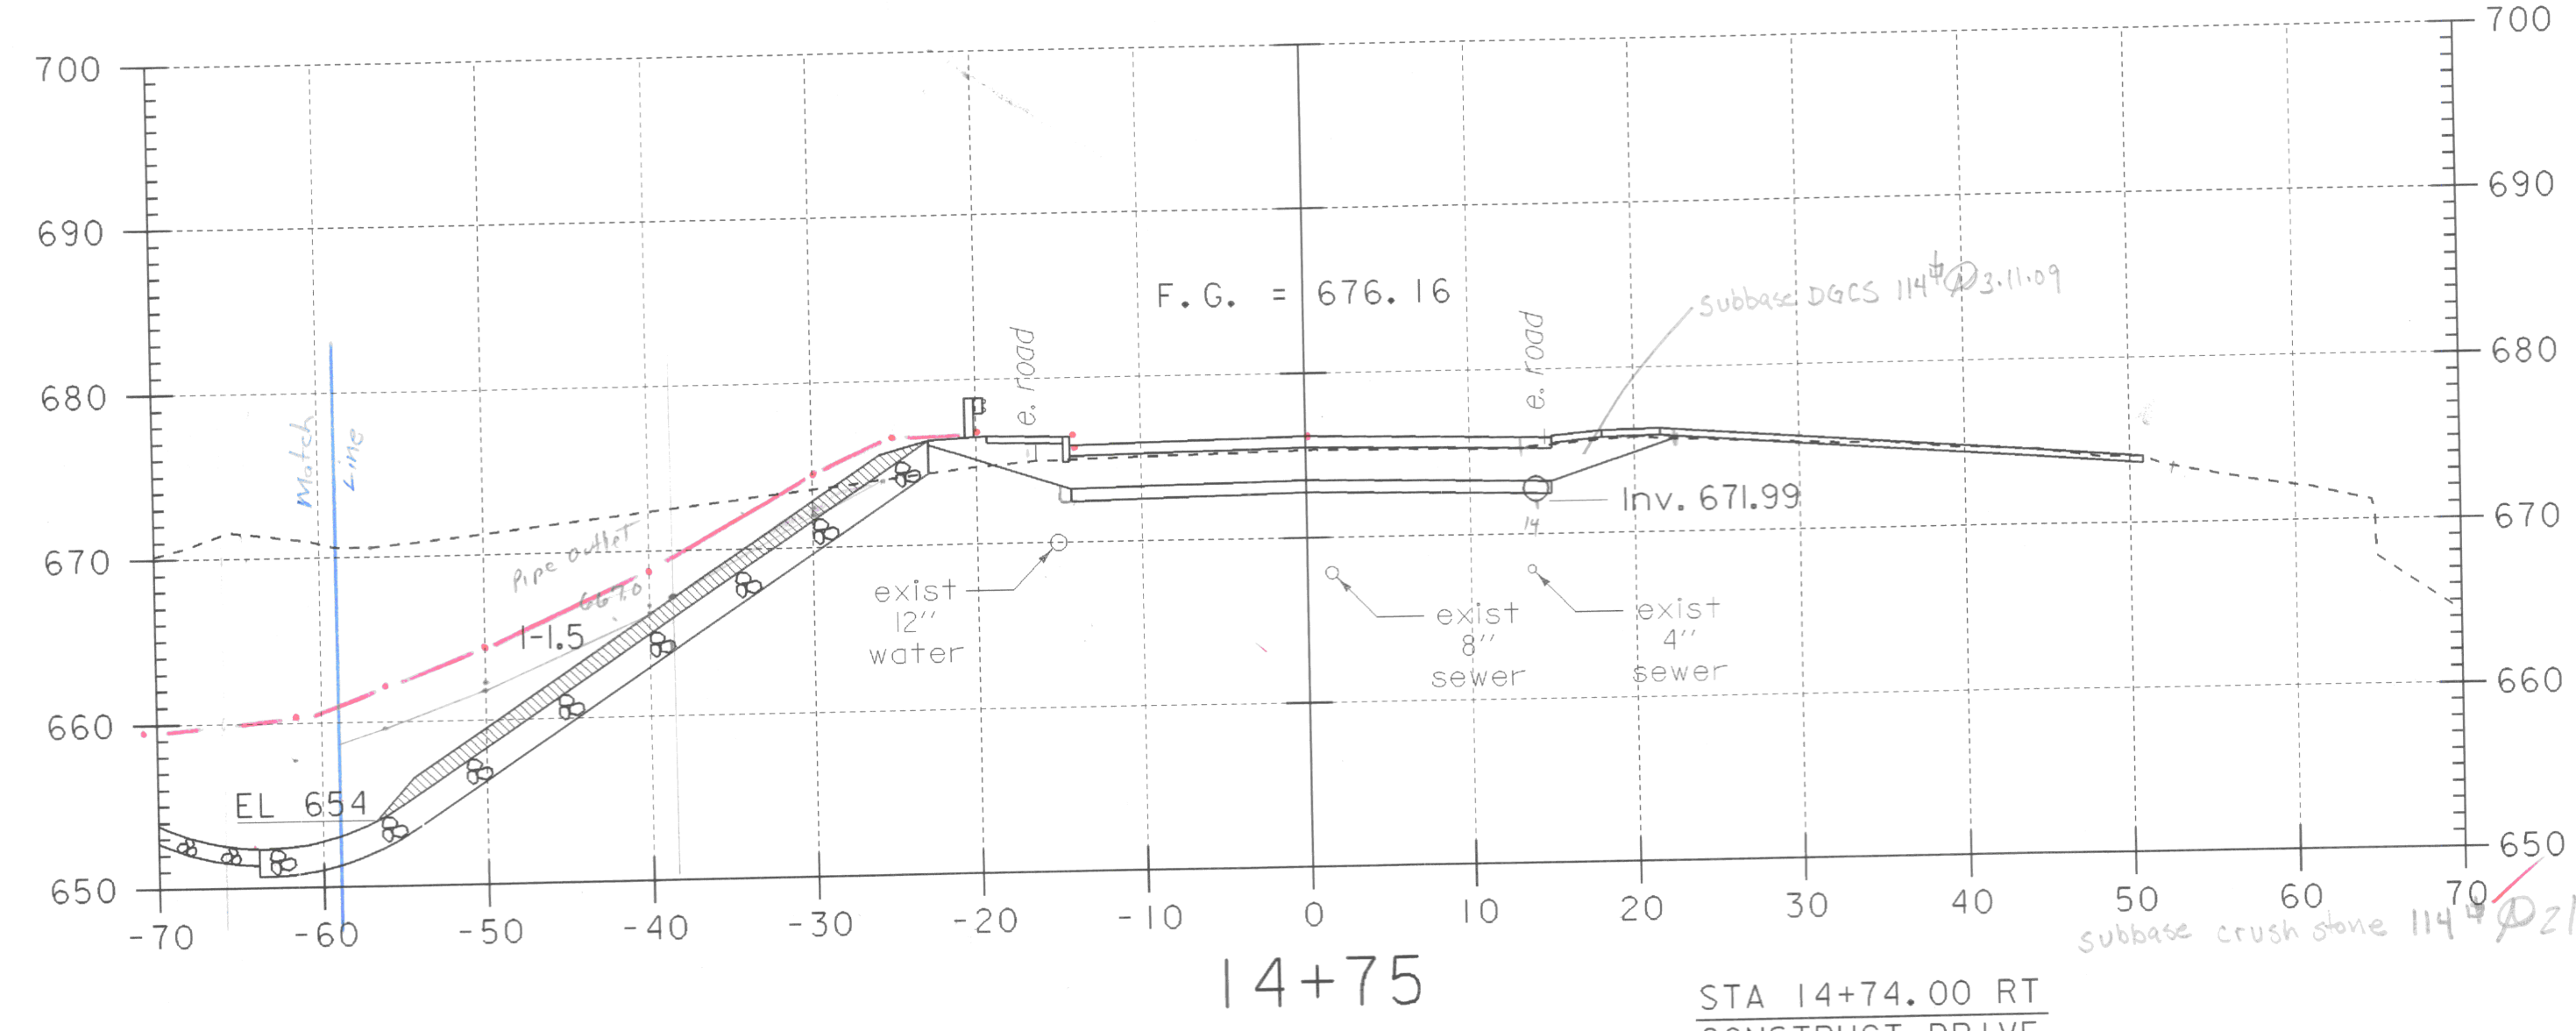 700
690
680
670
660
650
700
690
680
670
660
650
F.G. = 676.16
subbase DGCS 114# 3.11.09
e. road
e. road
Match
Line
Pipe outlet
667.0
1-1.5
EL 654
Inv. 671.99
14
exist
12"
water
exist
8"
sewer
exist
4"
sewer
-70 -60 -50 -40 -30 -20 -10 0 10 20 30 40 50 60 70
subbase crush stone 114#
14+75
STA 14+74.00 RT
CONSTRUCT DRIVE